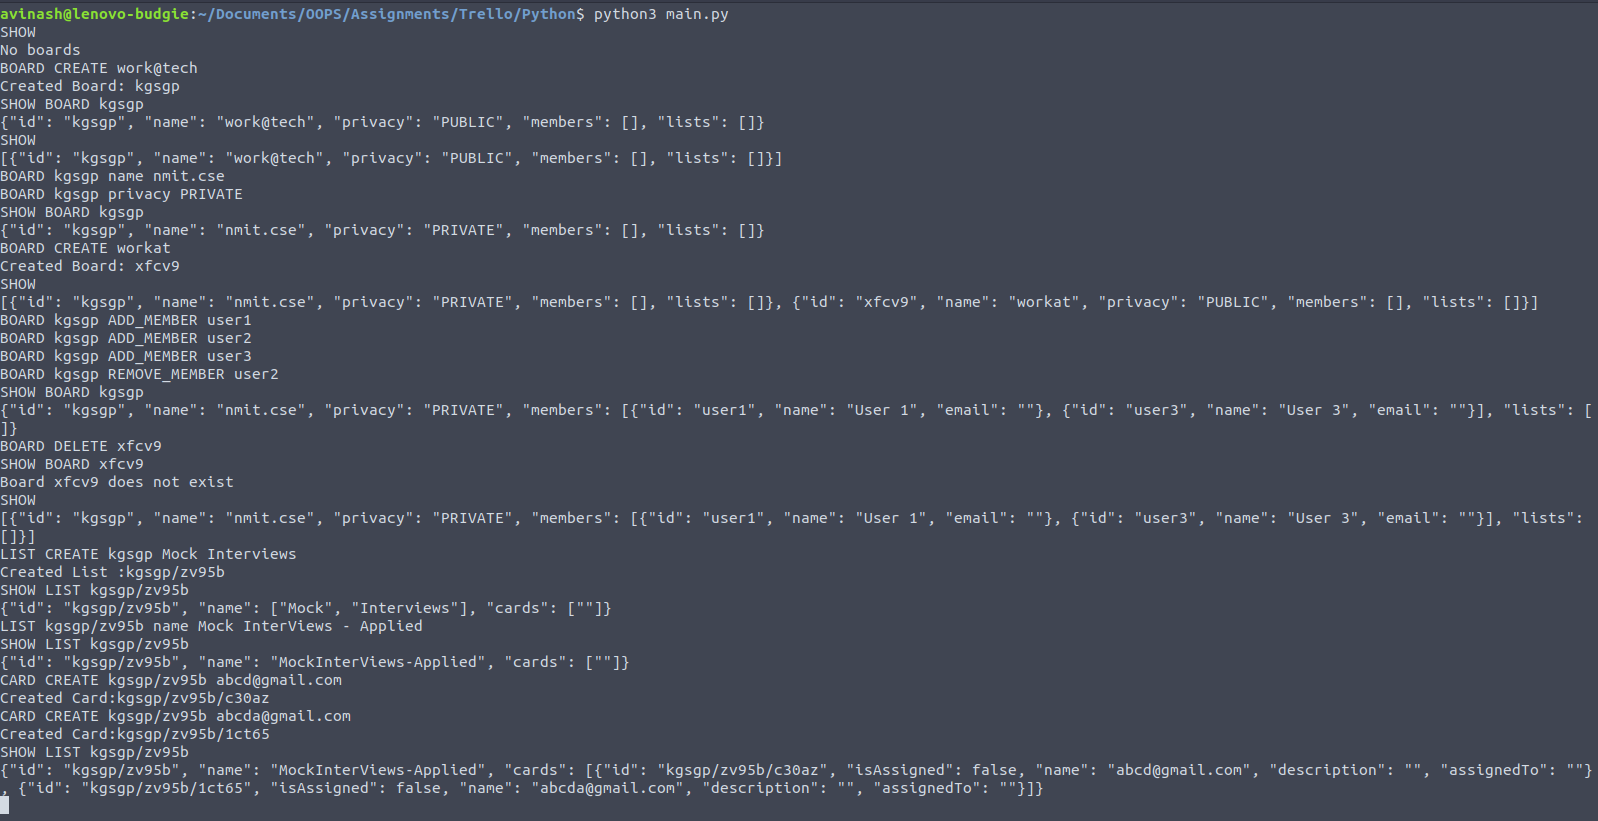 avinash@lenovo-budgie:~/Documents/OOPS/Assignments/Trello/Python$ python3 main.py
SHOW
No boards
BOARD CREATE work@tech
Created Board: kgsgp
SHOW BOARD kgsgp
{"id": "kgsgp", "name": "work@tech", "privacy": "PUBLIC", "members": [], "lists": []}
SHOW
[{"id": "kgsgp", "name": "work@tech", "privacy": "PUBLIC", "members": [], "lists": []}]
BOARD kgsgp name nmit.cse
BOARD kgsgp privacy PRIVATE
SHOW BOARD kgsgp
{"id": "kgsgp", "name": "nmit.cse", "privacy": "PRIVATE", "members": [], "lists": []}
BOARD CREATE workat
Created Board: xfcv9
SHOW
[{"id": "kgsgp", "name": "nmit.cse", "privacy": "PRIVATE", "members": [], "lists": []}, {"id": "xfcv9", "name": "workat", "privacy": "PUBLIC", "members": [], "lists": []}]
BOARD kgsgp ADD_MEMBER user1
BOARD kgsgp ADD_MEMBER user2
BOARD kgsgp ADD_MEMBER user3
BOARD kgsgp REMOVE_MEMBER user2
SHOW BOARD kgsgp
{"id": "kgsgp", "name": "nmit.cse", "privacy": "PRIVATE", "members": [{"id": "user1", "name": "User 1", "email": ""}, {"id": "user3", "name": "User 3", "email": ""}], "lists": [
]}
BOARD DELETE xfcv9
SHOW BOARD xfcv9
Board xfcv9 does not exist
SHOW
[{"id": "kgsgp", "name": "nmit.cse", "privacy": "PRIVATE", "members": [{"id": "user1", "name": "User 1", "email": ""}, {"id": "user3", "name": "User 3", "email": ""}], "lists":
[]}]
LIST CREATE kgsgp Mock Interviews
Created List :kgsgp/zv95b
SHOW LIST kgsgp/zv95b
{"id": "kgsgp/zv95b", "name": ["Mock", "Interviews"], "cards": [""]}
LIST kgsgp/zv95b name Mock InterViews - Applied
SHOW LIST kgsgp/zv95b
{"id": "kgsgp/zv95b", "name": "MockInterViews-Applied", "cards": [""]}
CARD CREATE kgsgp/zv95b abcd@gmail.com
Created Card:kgsgp/zv95b/c30az
CARD CREATE kgsgp/zv95b abcda@gmail.com
Created Card:kgsgp/zv95b/1ct65
SHOW LIST kgsgp/zv95b
{"id": "kgsgp/zv95b", "name": "MockInterViews-Applied", "cards": [{"id": "kgsgp/zv95b/c30az", "isAssigned": false, "name": "abcd@gmail.com", "description": "", "assignedTo": ""}
, {"id": "kgsgp/zv95b/1ct65", "isAssigned": false, "name": "abcda@gmail.com", "description": "", "assignedTo": ""}]}